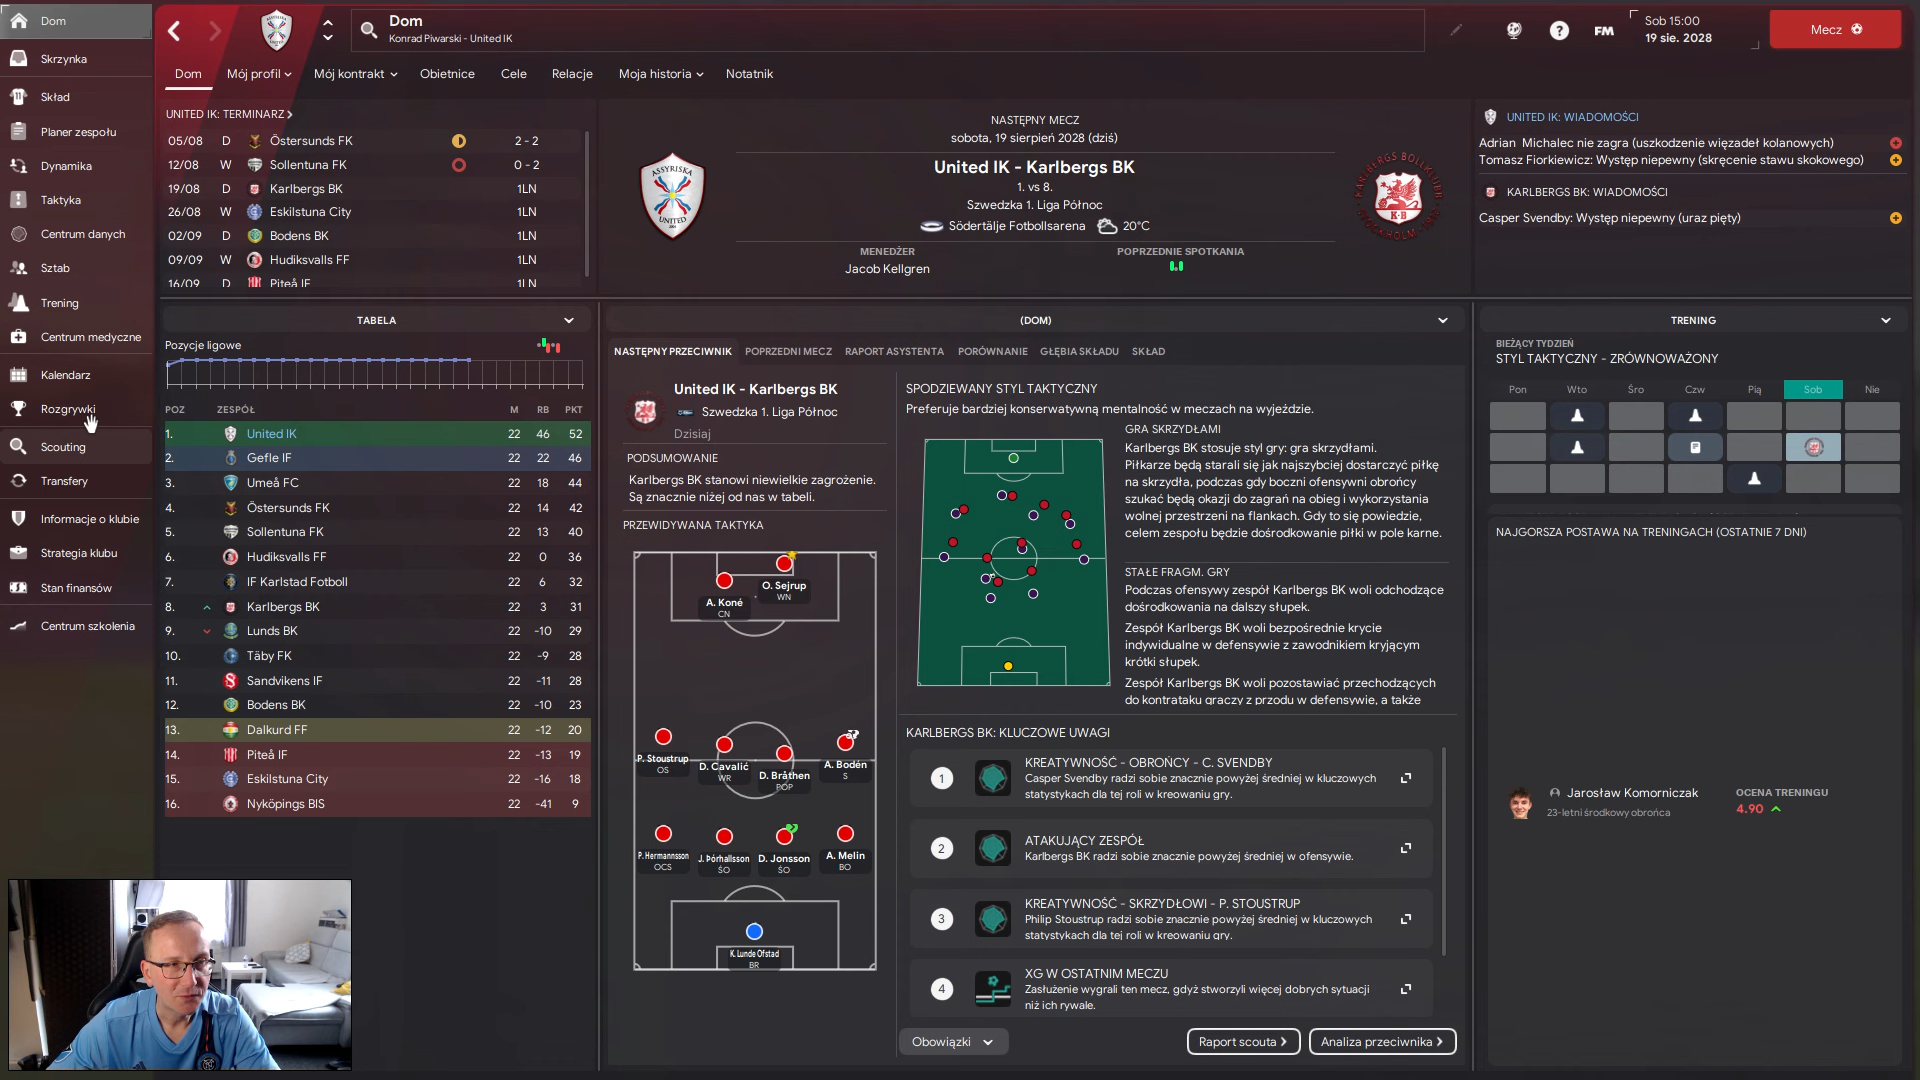 Dom
Skrzynka
Skład
Planer zespołu
Dynamika
Taktyka
Centrum danych
Sztab
Trening
Centrum medyczne
Kalendarz
Rozgrywki
Scouting
Transfery
Informacje o klubie
Strategia klubu
Stan finansów
Centrum szkolenia
Dom
Konrad Piwarski - United IK
FM
Sob 15:00
19 sie. 2028
Mecz
Dom
Mój profil
Mój kontrakt
Obietnice
Cele
Relacje
Moja historia
Notatnik
UNITED IK: TERMINARZ
05/08 D Östersunds FK 2 - 2
12/08 W Sollentuna FK 0 - 2
19/08 D Karlbergs BK 1LN
26/08 W Eskilstuna City 1LN
02/09 D Bodens BK 1LN
09/09 W Hudiksvalls FF 1LN
16/09 D Piteå IF 1LN
NASTĘPNY MECZ
sobota, 19 sierpień 2028 (dziś)
United IK - Karlbergs BK
1. vs 8.
Szwedzka 1. Liga Północ
Södertälje Fotbollsarena 20°C
MENEDŻER
Jacob Kellgren
POPRZEDNIE SPOTKANIA
ASSYRISKA
UNITED
KARLBERGS BOLLKLUBB
K·B
UNITED IK: WIADOMOŚCI
Adrian Michalec nie zagra (uszkodzenie więzadeł kolanowych)
Tomasz Fiorkiewicz: Występ niepewny (skręcenie stawu skokowego)
KARLBERGS BK: WIADOMOŚCI
Casper Svendby: Występ niepewny (uraz pięty)
TABELA
Pozycje ligowe
POZ ZESPÓŁ M RB PKT
1. United IK 22 46 52
2. Gefle IF 22 22 46
3. Umeå FC 22 18 44
4. Östersunds FK 22 14 42
5. Sollentuna FK 22 13 40
6. Hudiksvalls FF 22 0 36
7. IF Karlstad Fotboll 22 6 32
8. Karlbergs BK 22 3 31
9. Lunds BK 22 -10 29
10. Täby FK 22 -9 28
11. Sandvikens IF 22 -11 28
12. Bodens BK 22 -10 23
13. Dalkurd FF 22 -12 20
14. Piteå IF 22 -13 19
15. Eskilstuna City 22 -16 18
16. Nyköpings BIS 22 -41 9
(DOM)
NASTĘPNY PRZECIWNIK
POPRZEDNI MECZ
RAPORT ASYSTENTA
PORÓWNANIE
GŁĘBIA SKŁADU
SKŁAD
United IK - Karlbergs BK
Szwedzka 1. Liga Północ
Dzisiaj
PODSUMOWANIE
Karlbergs BK stanowi niewielkie zagrożenie.
Są znacznie niżej od nas w tabeli.
PRZEWIDYWANA TAKTYKA
O. Sejrup
WN
A. Koné
CN
P. Stoustrup
OS
D. Cavalić
WR
D. Bråthen
POP
A. Bodén
S
P. Hermannsson
OCS
J. Þórhallsson
ŚO
D. Jonsson
ŚO
A. Melin
BO
K. Lunde Ofstad
BR
SPODZIEWANY STYL TAKTYCZNY
Preferuje bardziej konserwatywną mentalność w meczach na wyjeździe.
GRA SKRZYDŁAMI
Karlbergs BK stosuje styl gry: gra skrzydłami.
Piłkarze będą starali się jak najszybciej dostarczyć piłkę
na skrzydła, podczas gdy boczni ofensywni obrońcy
szukać będą okazji do zagrań na obieg i wykorzystania
wolnej przestrzeni na flankach. Gdy to się powiedzie,
celem zespołu będzie dośrodkowanie piłki w pole karne.
STAŁE FRAGM. GRY
Podczas ofensywy zespół Karlbergs BK woli odchodzące
dośrodkowania na dalszy słupek.
Zespół Karlbergs BK woli bezpośrednie krycie
indywidualne w defensywie z zawodnikiem kryjącym
krótki słupek.
Zespół Karlbergs BK woli pozostawiać przechodzących
do kontrataku graczy z przodu w defensywie, a także
KARLBERGS BK: KLUCZOWE UWAGI
1
KREATYWNOŚĆ - OBROŃCY - C. SVENDBY
Casper Svendby radzi sobie znacznie powyżej średniej w kluczowych
statystykach dla tej roli w kreowaniu gry.
2
ATAKUJĄCY ZESPÓŁ
Karlbergs BK radzi sobie znacznie powyżej średniej w ofensywie.
3
KREATYWNOŚĆ - SKRZYDŁOWI - P. STOUSTRUP
Philip Stoustrup radzi sobie znacznie powyżej średniej w kluczowych
statystykach dla tej roli w kreowaniu gry.
4
XG W OSTATNIM MECZU
Zasłużenie wygrali ten mecz, gdyż stworzyli więcej dobrych sytuacji
niż ich rywale.
Obowiązki
Raport scouta
Analiza przeciwnika
TRENING
BIEŻĄCY TYDZIEŃ
STYL TAKTYCZNY - ZRÓWNOWAŻONY
Pon Wto Śro Czw Pią Sob Nie
NAJGORSZA POSTAWA NA TRENINGACH (OSTATNIE 7 DNI)
Jarosław Komorniczak
23-letni środkowy obrońca
OCENA TRENINGU
4.90